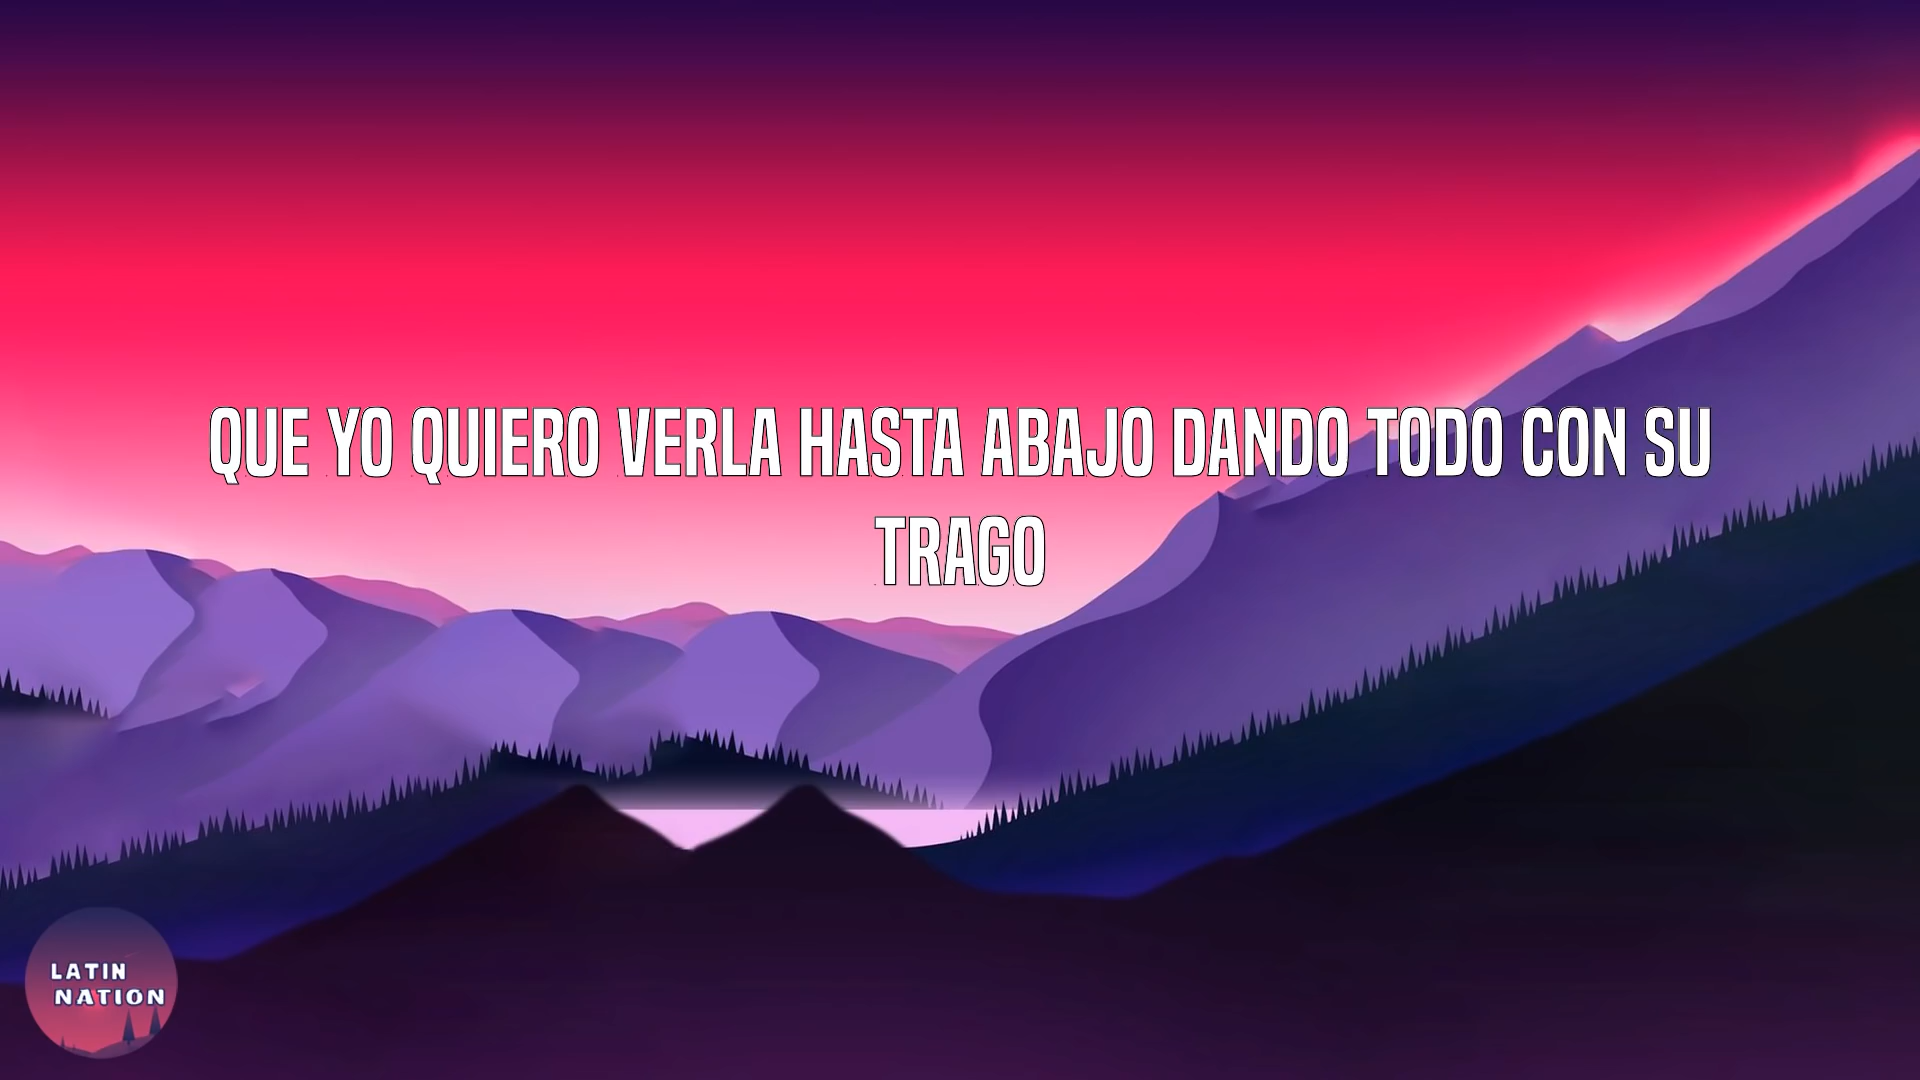 QUE YO QUIERO VERLA HASTA ABAJO DANDO TODO CON SU
TRAGO
LATIN
NATION